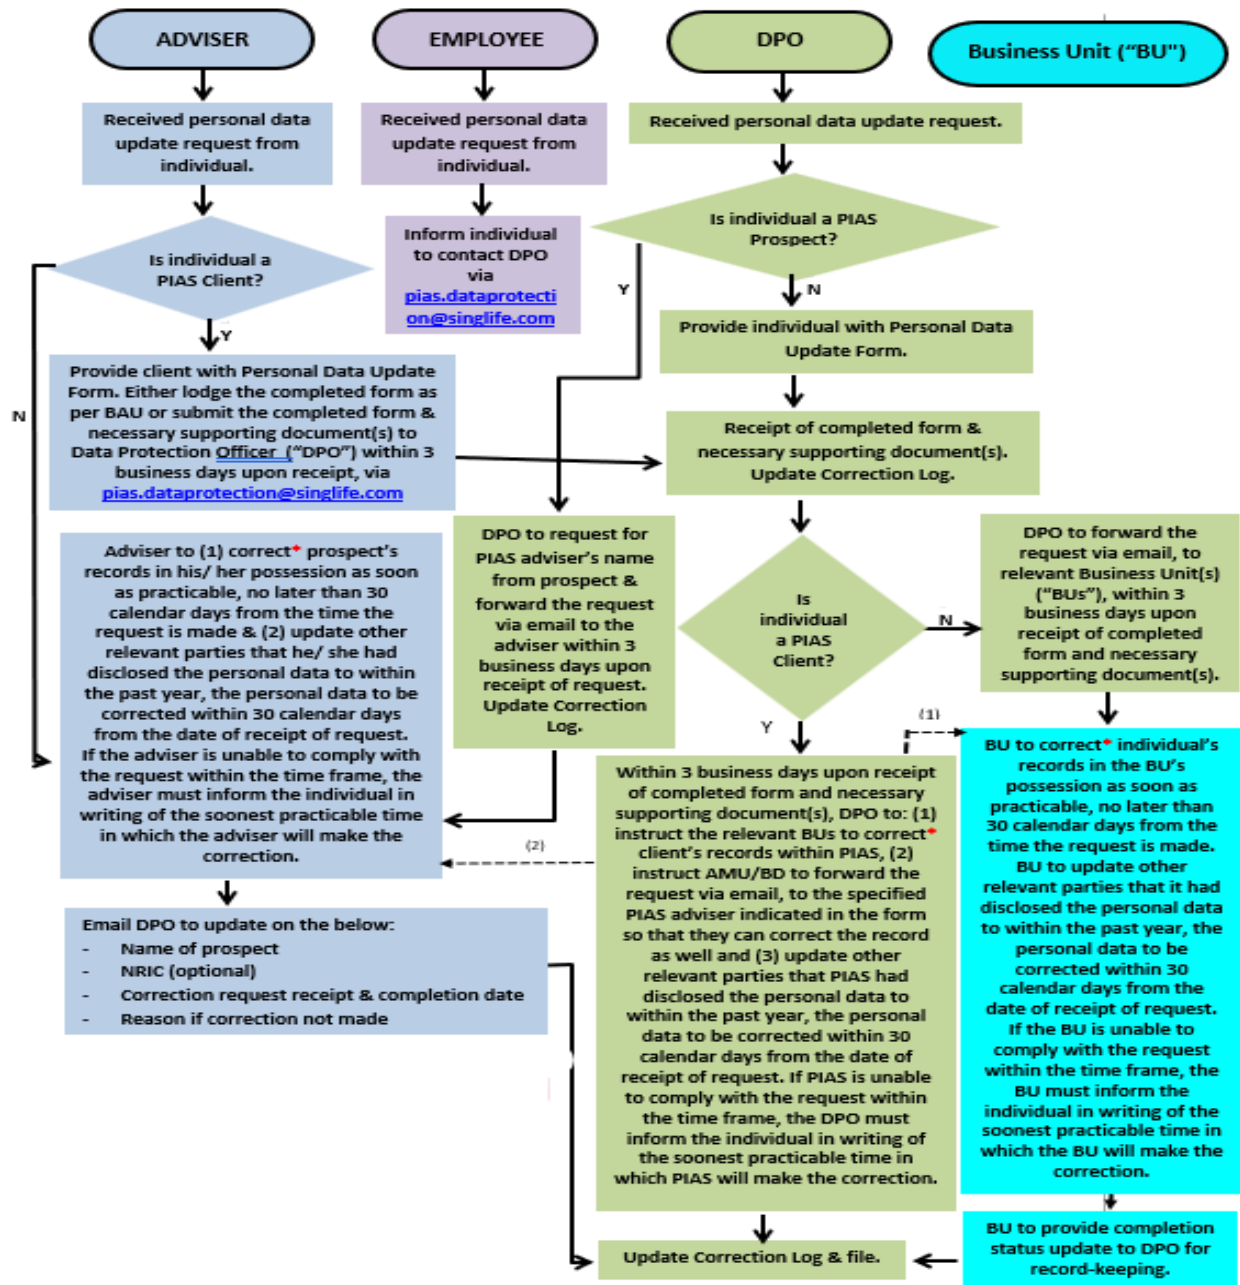 ADVISER
Received personal data
update request from
individual.
Is individual a
PIAS Client?
Y
N
Provide client with Personal Data Update
Form. Either lodge the completed form as
per BAU or submit the completed form &
necessary supporting document(s) to
Data Protection Officer ("DPO") within 3
business days upon receipt, via
pias.dataprotection@singlife.com
Adviser to (1) correct* prospect's
records in his/ her possession as soon
as practicable, no later than 30
calendar days from the time the
request is made & (2) update other
relevant parties that he/ she had
disclosed the personal data to within
the past year, the personal data to be
corrected within 30 calendar days
from the date of receipt of request.
If the adviser is unable to comply with
the request within the time frame, the
adviser must inform the individual in
writing of the soonest practicable time
in which the adviser will make the
correction.
Email DPO to update on the below:
- Name of prospect
- NRIC (optional)
- Correction request receipt & completion date
- Reason if correction not made
EMPLOYEE
Received personal data
update request from
individual.
Inform individual
to contact DPO
via
pias.dataprotecti
on@singlife.com
DPO
Received personal data update request.
Is individual a PIAS
Prospect?
Y
N
Provide individual with Personal Data
Update Form.
Receipt of completed form &
necessary supporting document(s).
Update Correction Log.
DPO to request for
PIAS adviser's name
from prospect &
forward the request
via email to the
adviser within 3
business days upon
receipt of request.
Update Correction
Log.
Is
individual
a PIAS
Client?
N
Y
DPO to forward the
request via email, to
relevant Business Unit(s)
("BUs"), within 3
business days upon
receipt of completed
form and necessary
supporting document(s).
(1)
(2)
Within 3 business days upon receipt
of completed form and necessary
supporting document(s), DPO to: (1)
instruct the relevant BUs to correct*
client's records within PIAS, (2)
instruct AMU/BD to forward the
request via email, to the specified
PIAS adviser indicated in the form
so that they can correct the record
as well and (3) update other
relevant parties that PIAS had
disclosed the personal data to
within the past year, the personal
data to be corrected within 30
calendar days from the date of
receipt of request. If PIAS is unable
to comply with the request within
the time frame, the DPO must
inform the individual in writing of
the soonest practicable time in
which PIAS will make the correction.
Update Correction Log & file.
Business Unit ("BU")
BU to correct* individual's
records in the BU's
possession as soon as
practicable, no later than
30 calendar days from the
time the request is made.
BU to update other
relevant parties that it had
disclosed the personal data
to within the past year, the
personal data to be
corrected within 30
calendar days from the
date of receipt of request.
If the BU is unable to
comply with the request
within the time frame, the
BU must inform the
individual in writing of the
soonest practicable time in
which the BU will make the
correction.
BU to provide completion
status update to DPO for
record-keeping.